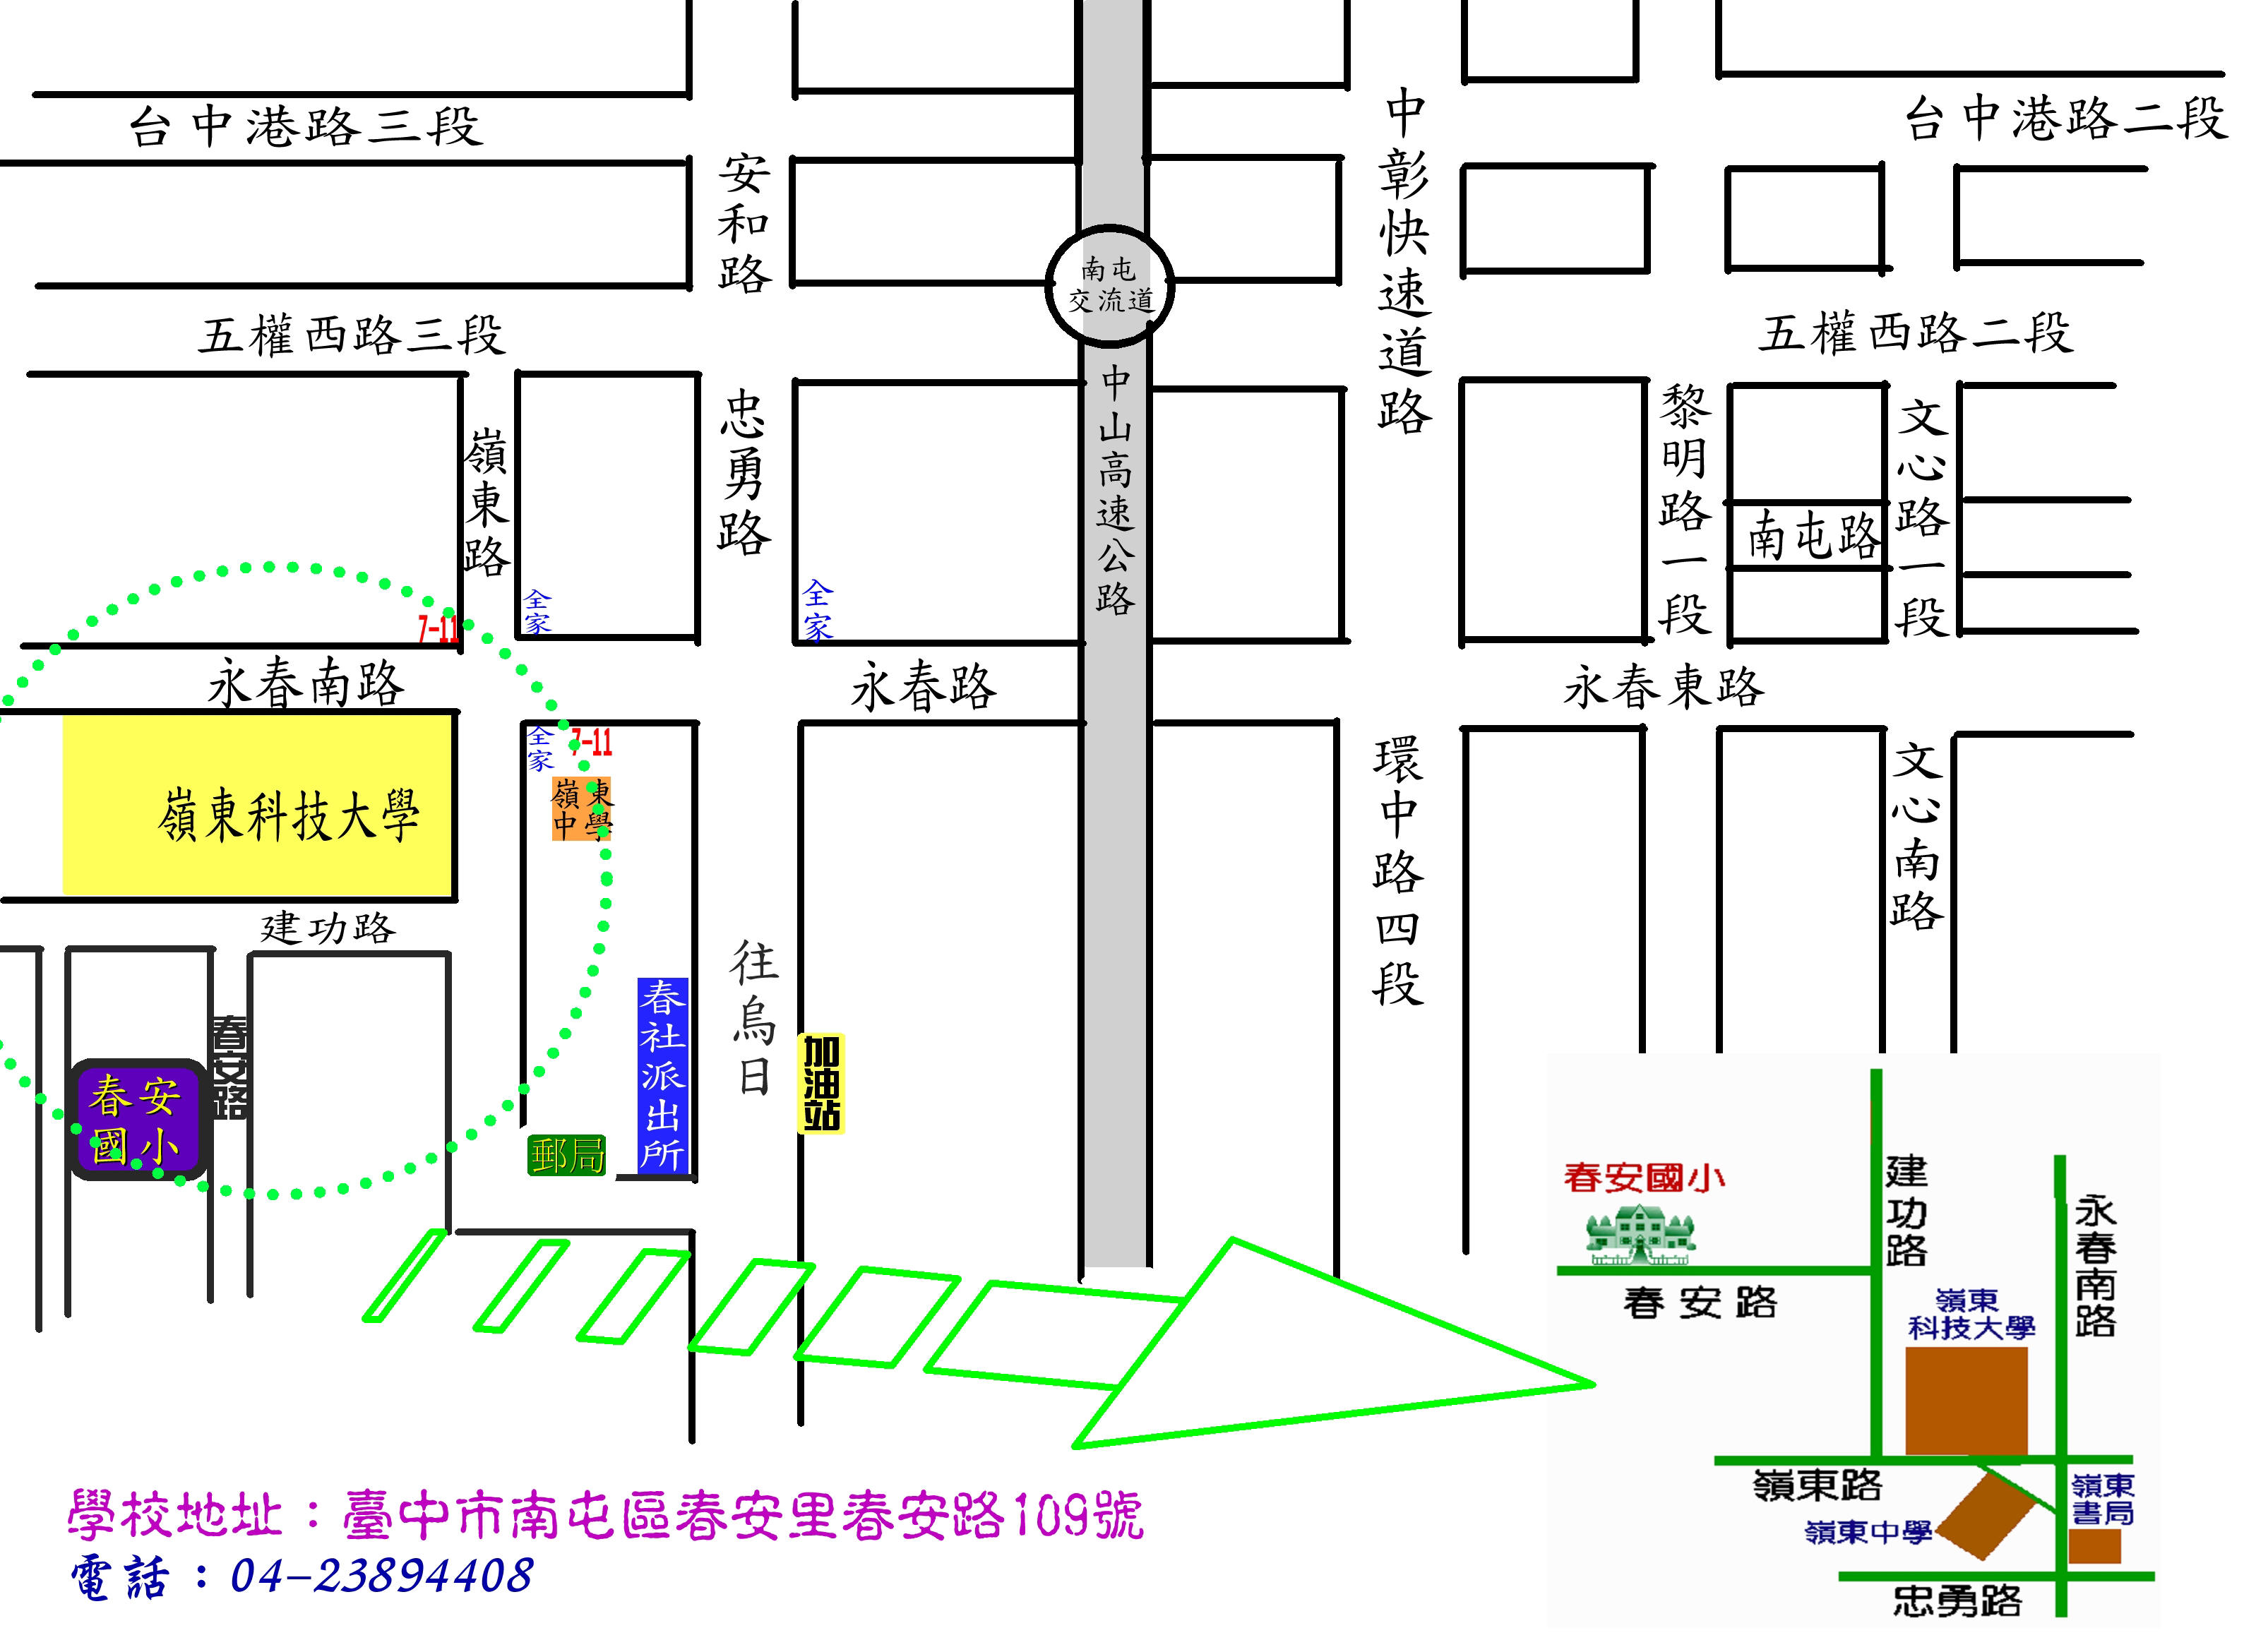 台中港路三段
台中港路二段
安和路
中彰快速道路
南屯
交流道
五權西路三段
五權西路二段
嶺東路
忠勇路
中山高速公路
黎明路一段
文心路一段
南屯路
全家
全家
7-11
永春南路
永春路
永春東路
全家
7-11
嶺東
中學
嶺東科技大學
環中路四段
文心南路
建功路
往烏日
春社派出所
春安路
加油站
春安
國小
郵局
春安國小
建功路
永春南路
春安路
嶺東
科技大學
嶺東路
嶺東
書局
嶺東中學
忠勇路
學校地址：臺中市南屯區春安里春安路109號
電話：04-23894408